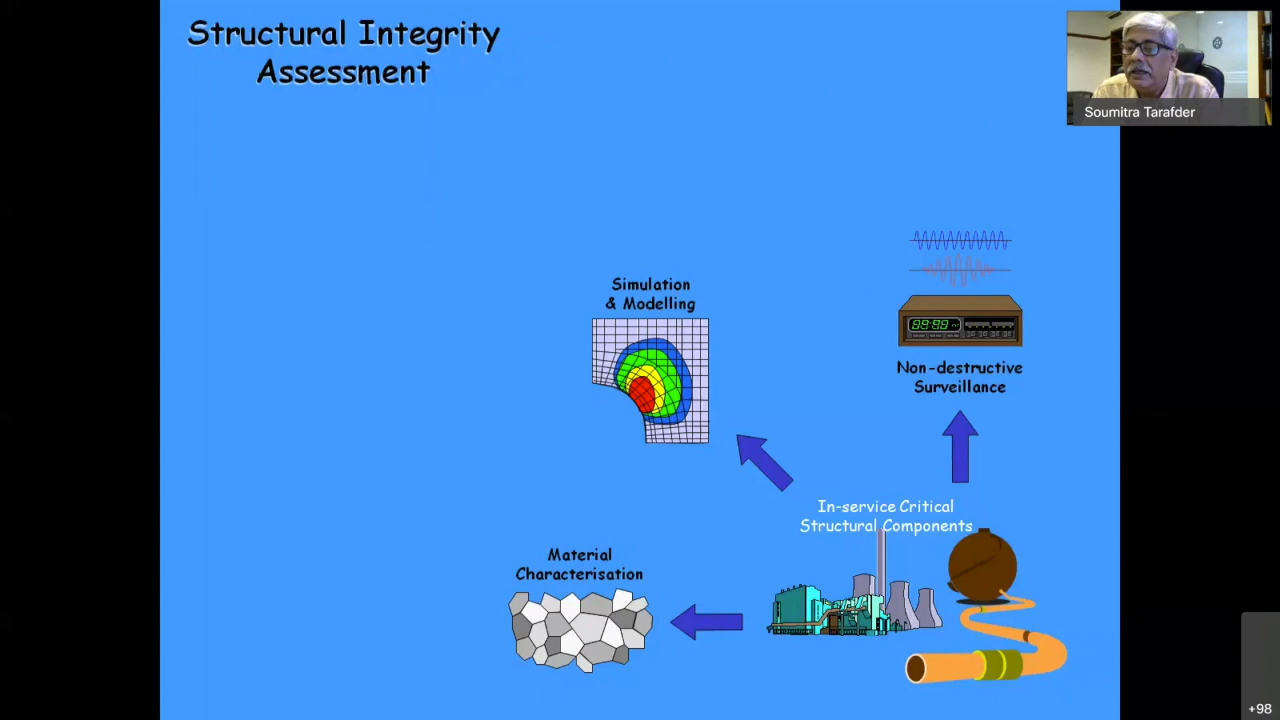 Structural Integrity
Assessment
Soumitra Tarafder
Simulation
& Modelling
Non-destructive
Surveillance
In-service Critical
Structural Components
Material
Characterisation
+98